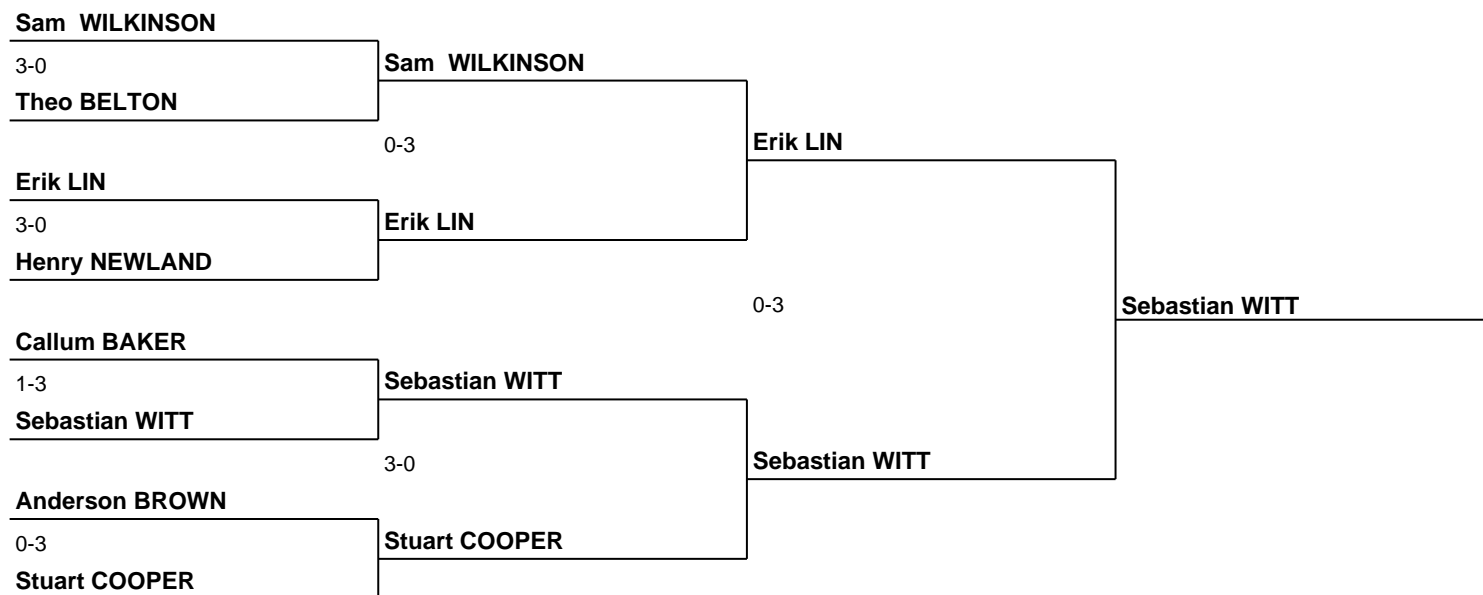 Sam  WILKINSON
3-0
Theo BELTON
Erik LIN
3-0
Henry NEWLAND
Callum BAKER
1-3
Sebastian WITT
Anderson BROWN
0-3
Stuart COOPER
Sam  WILKINSON
0-3
Erik LIN
Sebastian WITT
3-0
Stuart COOPER
Erik LIN
0-3
Sebastian WITT
Sebastian WITT